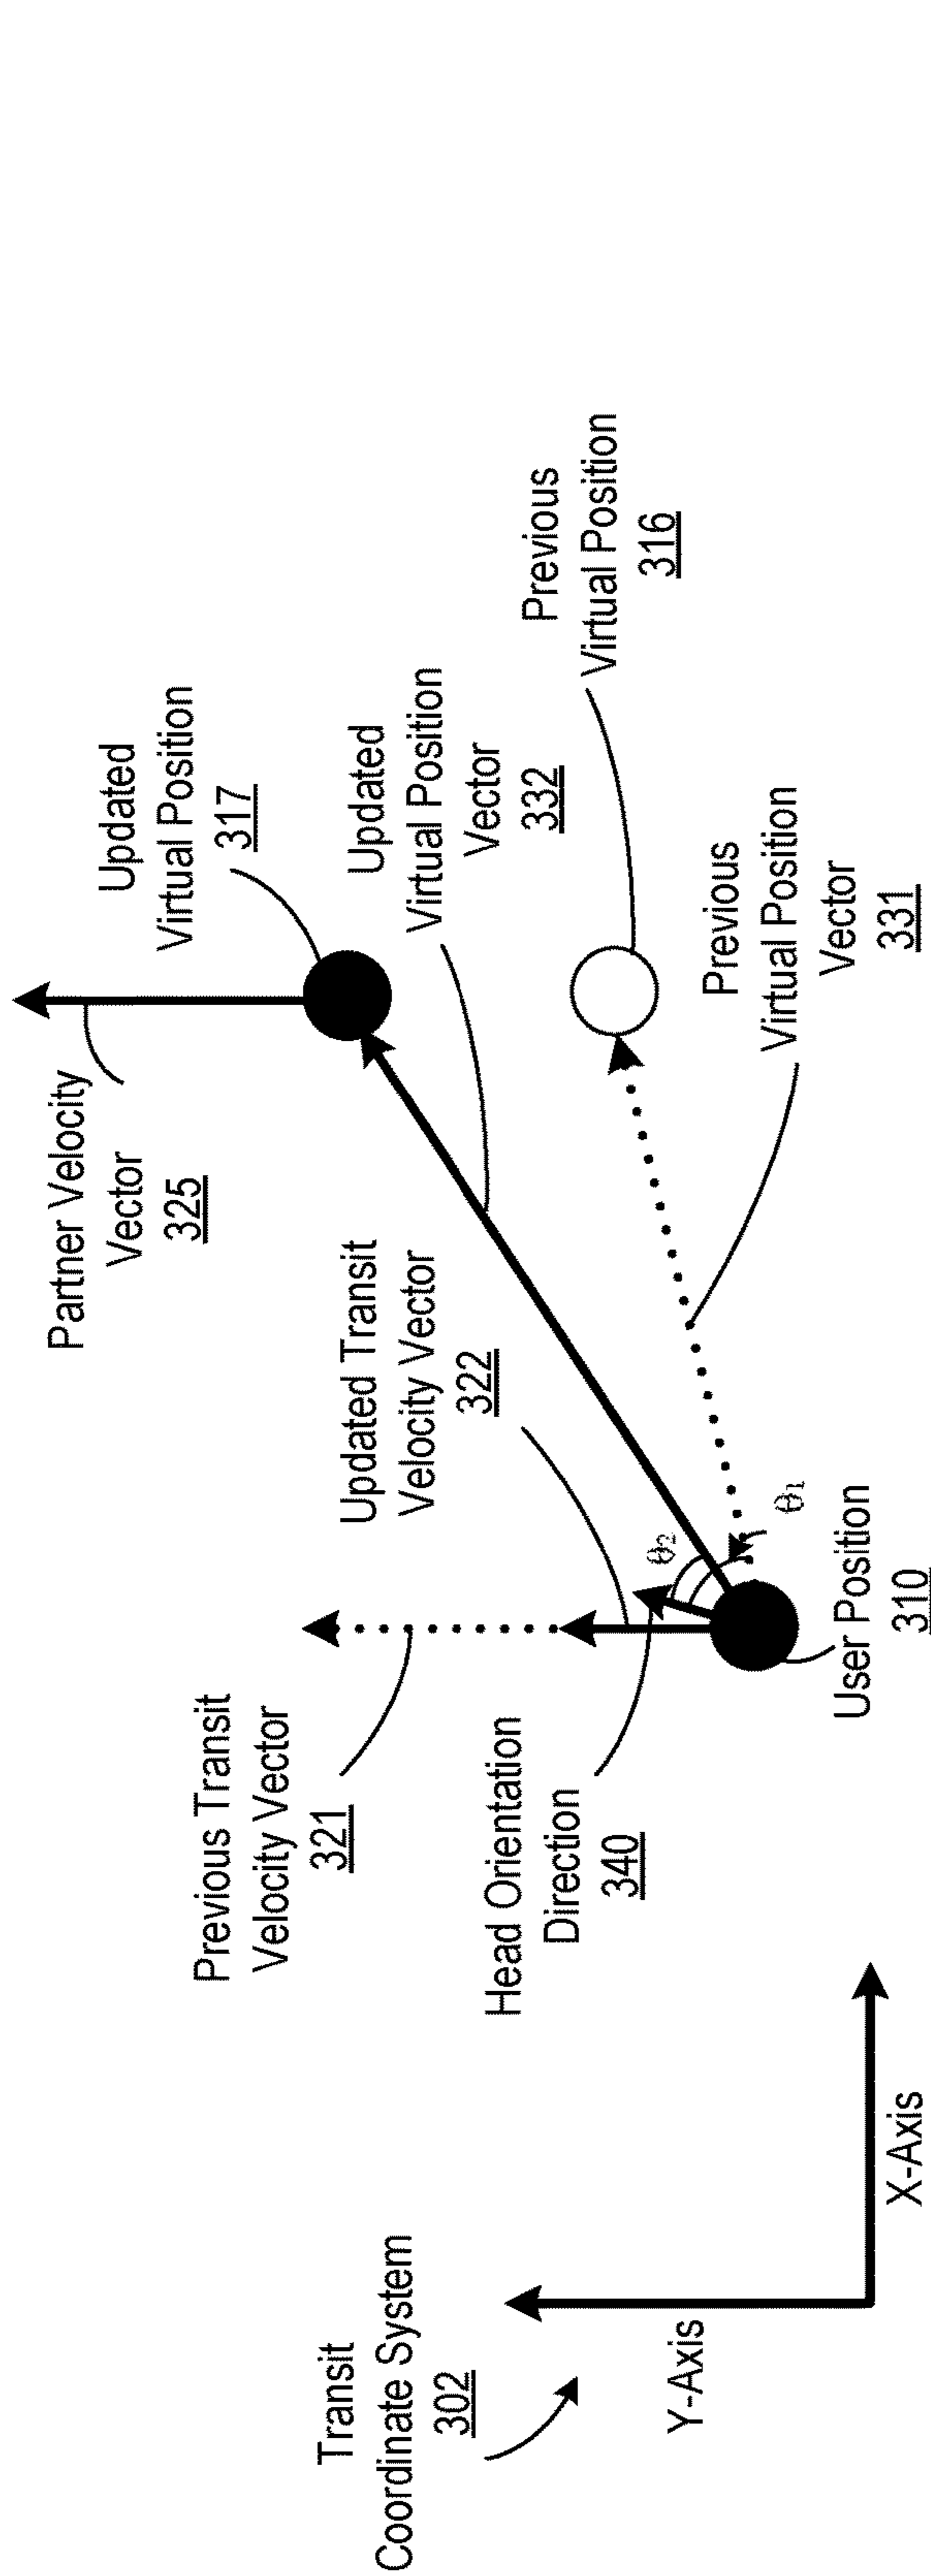 Partner Velocity
Vector
325
Updated
Virtual Position
317
Previous Transit
Velocity Vector
321
Updated Transit
Velocity Vector
322
Updated
Virtual Position
Vector
332
Previous
Virtual Position
316
Transit
Coordinate System
302
Head Orientation
Direction
340
θ2
θ1
Previous
Virtual Position
Vector
331
Y-Axis
X-Axis
User Position
310